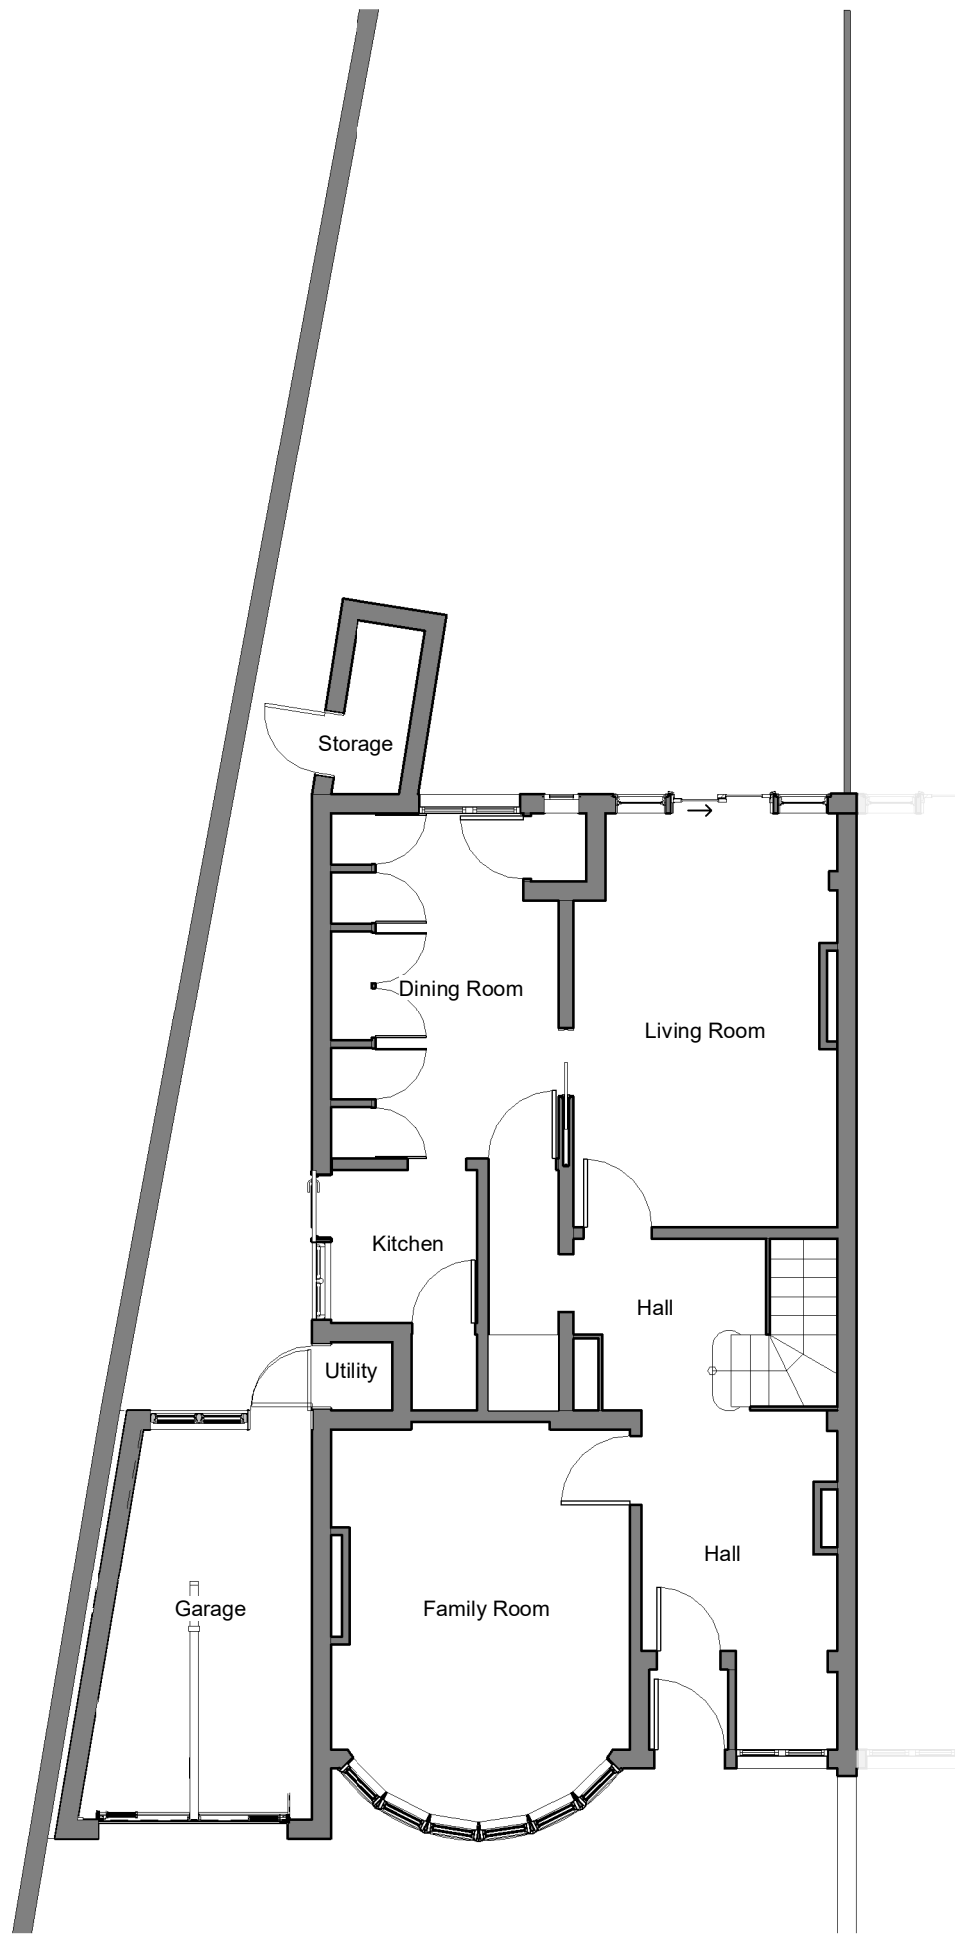 Storage
Dining Room
Living Room
Kitchen
Hall
Utility
Hall
Garage
Family Room